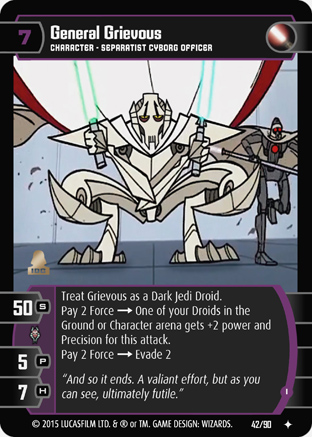 7 General Grievous
CHARACTER - SEPARATIST CYBORG OFFICER
IDC
50 S
Treat Grievous as a Dark Jedi Droid.
Pay 2 Force → One of your Droids in the
Ground or Character arena gets +2 power and
Precision for this attack.
5 P
Pay 2 Force → Evade 2
7 H
“And so it ends. A valiant effort, but as you
can see, ultimately futile.”
1
© 2015 LUCASFILM LTD. & ® or TM. GAME DESIGN: WIZARDS. 42/90